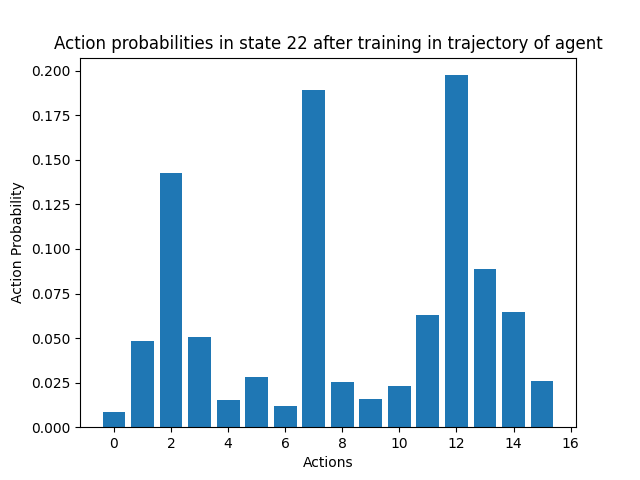 Action probabilities in state 22 after training in trajectory of agent
0.200
0.175
0.150
0.125
0.100
0.075
0.050
0.025
0.000
Action Probability
0 2 4 6 8 10 12 14 16
Actions